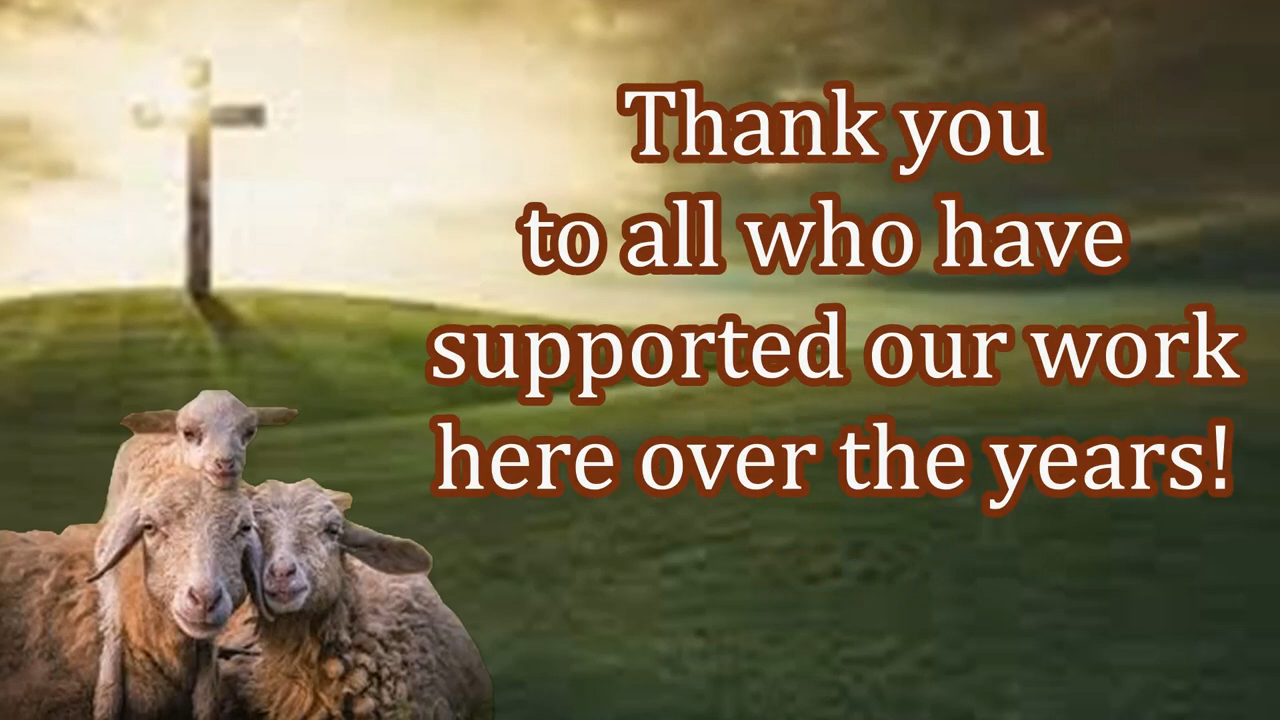 Thank you
to all who have
supported our work
here over the years!